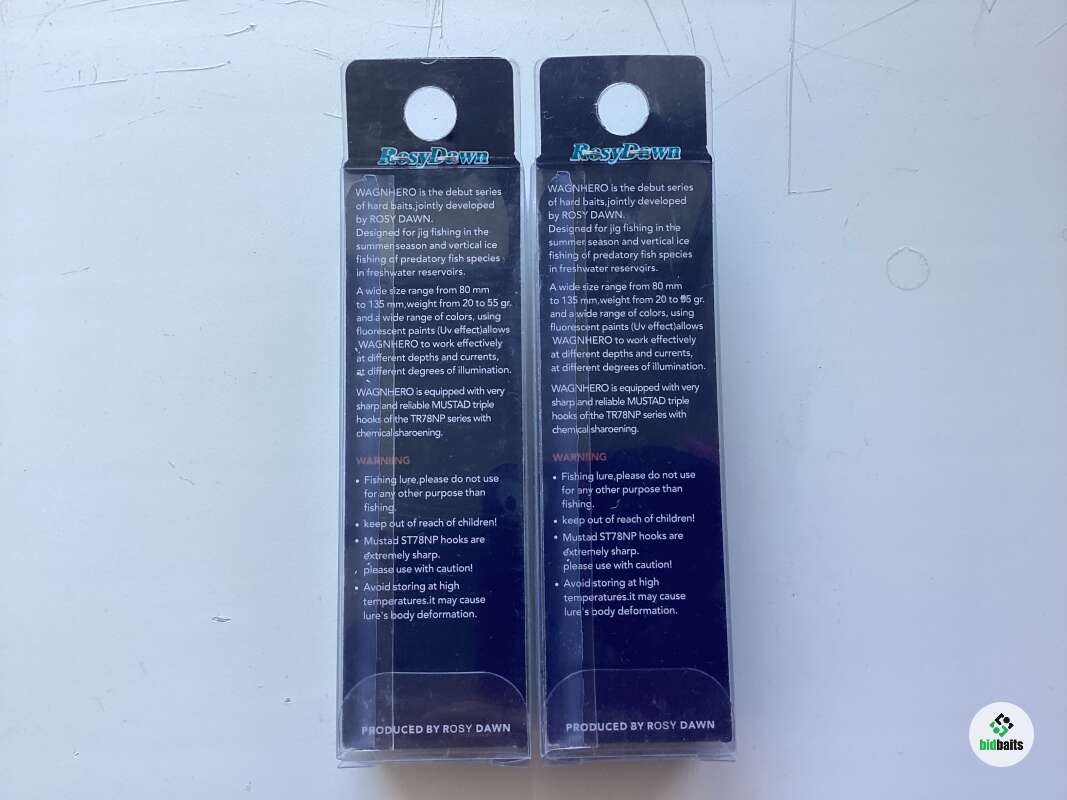 RosyDawn
WAGNHERO is the debut series
of hard baits,jointly developed
by ROSY DAWN.
Designed for jig fishing in the
summer season and vertical ice
fishing of predatory fish species
in freshwater reservoirs.
A wide size range from 80 mm
to 135 mm,weight from 20 to 55 gr.
and a wide range of colors, using
fluorescent paints (Uv effect)allows
WAGNHERO to work effectively
at different depths and currents,
at different degrees of illumination.
WAGNHERO is equipped with very
sharp and reliable MUSTAD triple
hooks of the TR78NP series with
chemical sharoening.
WARNIING
• Fishing lure,please do not use
for any other purpose than
fishing.
• keep out of reach of children!
• Mustad ST78NP hooks are
extremely sharp.
please use with caution!
• Avoid storing at high
temperatures.it may cause
lure's body deformation.
PRODUCED BY ROSY DAWN
RosyDawn
WAGNHERO is the debut series
of hard baits,jointly developed
by ROSY DAWN.
Designed for jig fishing in the
summer season and vertical ice
fishing of predatory fish species
in freshwater reservoirs.
A wide size range from 80 mm
to 135 mm,weight from 20 to 55 gr.
and a wide range of colors, using
fluorescent paints (Uv effect)allows
WAGNHERO to work effectively
at different depths and currents,
at different degrees of illumination.
WAGNHERO is equipped with very
sharp and reliable MUSTAD triple
hooks of the TR78NP series with
chemical sharoening.
WARNIING
• Fishing lure,please do not use
for any other purpose than
fishing.
• keep out of reach of children!
• Mustad ST78NP hooks are
extremely sharp.
please use with caution!
• Avoid storing at high
temperatures.it may cause
lure's body deformation.
PRODUCED BY ROSY DAWN
bidbaits